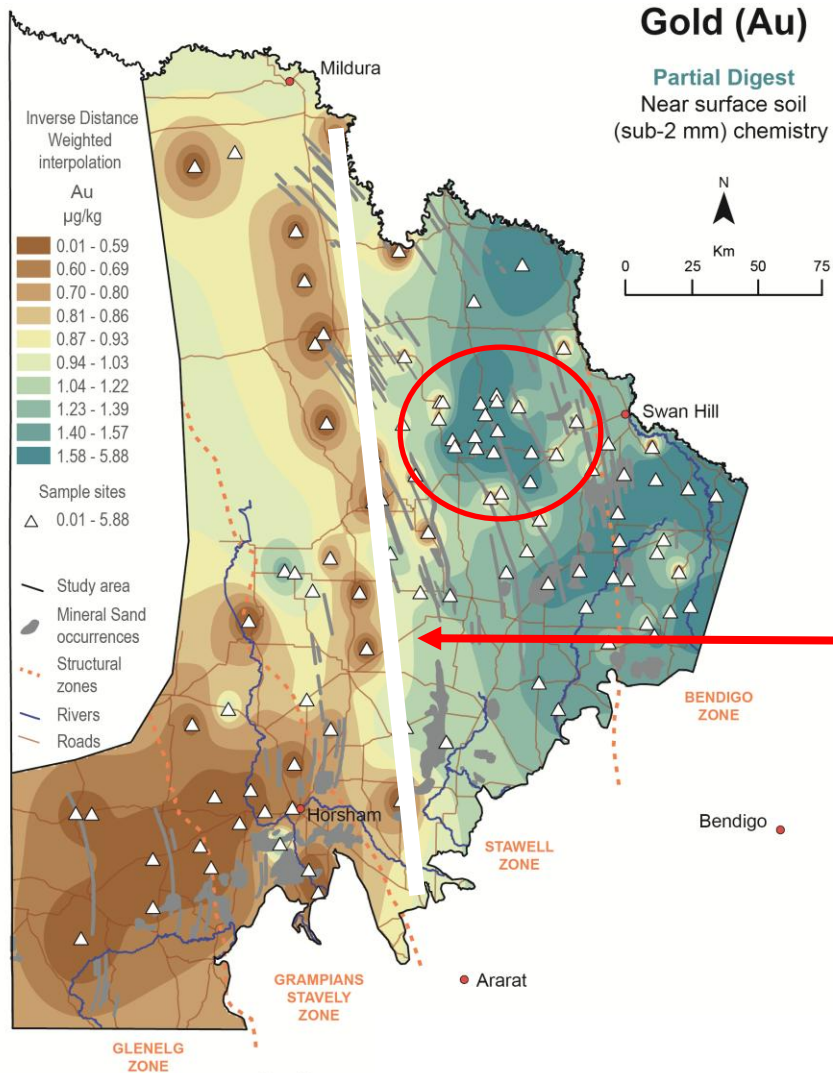 Gold (Au)
Partial Digest
Near surface soil
(sub-2 mm) chemistry
N
Km
0 25 50 75
Inverse Distance
Weighted
interpolation
Au
µg/kg
0.01 - 0.59
0.60 - 0.69
0.70 - 0.80
0.81 - 0.86
0.87 - 0.93
0.94 - 1.03
1.04 - 1.22
1.23 - 1.39
1.40 - 1.57
1.58 - 5.88
Sample sites
0.01 - 5.88
Study area
Mineral Sand
occurrences
Structural
zones
Rivers
Roads
Mildura
Swan Hill
Horsham
Bendigo
Ararat
BENDIGO
ZONE
STAWELL
ZONE
GRAMPIANS
STAVELY
ZONE
GLENELG
ZONE